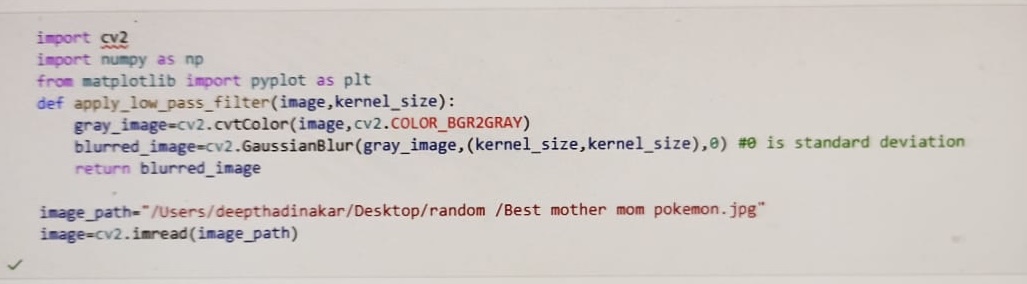 import cv2
import numpy as np
from matplotlib import pyplot as plt
def apply_low_pass_filter(image,kernel_size):
    gray_image=cv2.cvtColor(image,cv2.COLOR_BGR2GRAY)
    blurred_image=cv2.GaussianBlur(gray_image,(kernel_size,kernel_size),0) #0 is standard deviation
    return blurred_image

image_path="/Users/deepthadinakar/Desktop/random /Best mother mom pokemon.jpg"
image=cv2.imread(image_path)